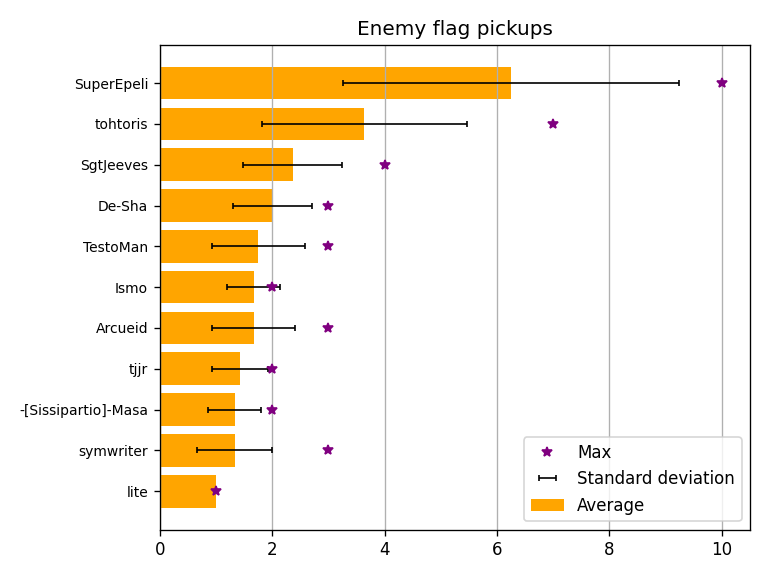 Enemy flag pickups
SuperEpeli
tohtoris
SgtJeeves
De-Sha
TestoMan
Ismo
Arcueid
tjjr
-[Sissipartio]-Masa
symwriter
lite
Max
Standard deviation
Average
0 2 4 6 8 10